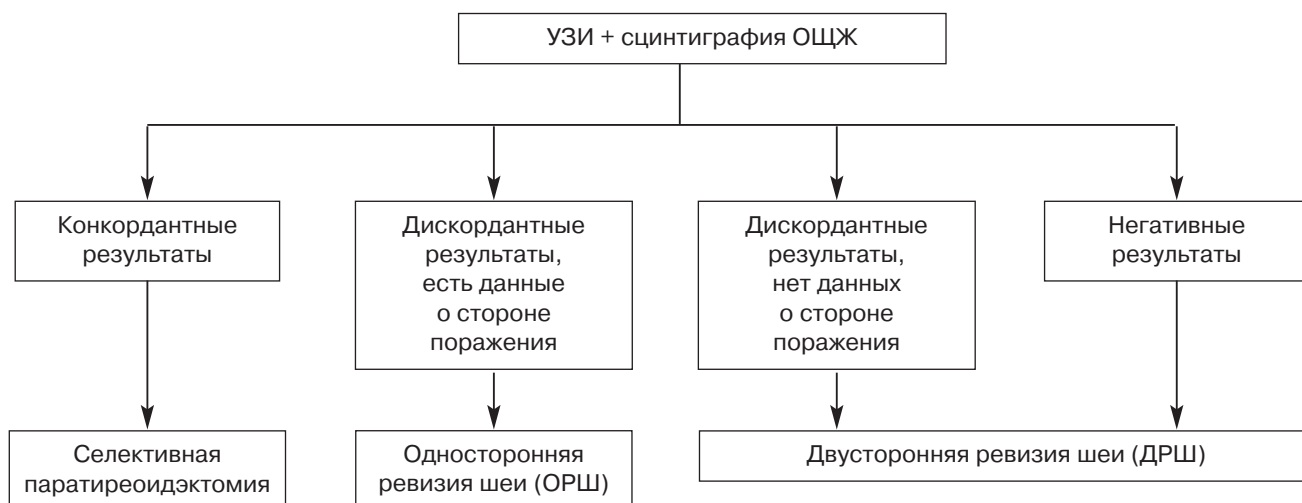 УЗИ + сцинтиграфия ОЩЖ
Конкордантные
результаты
Дискордантные
результаты,
есть данные
о стороне
поражения
Дискордантные
результаты,
нет данных
о стороне
поражения
Негативные
результаты
Селективная
паратиреоидэктомия
Односторонняя
ревизия шеи (ОРШ)
Двусторонняя ревизия шеи (ДРШ)